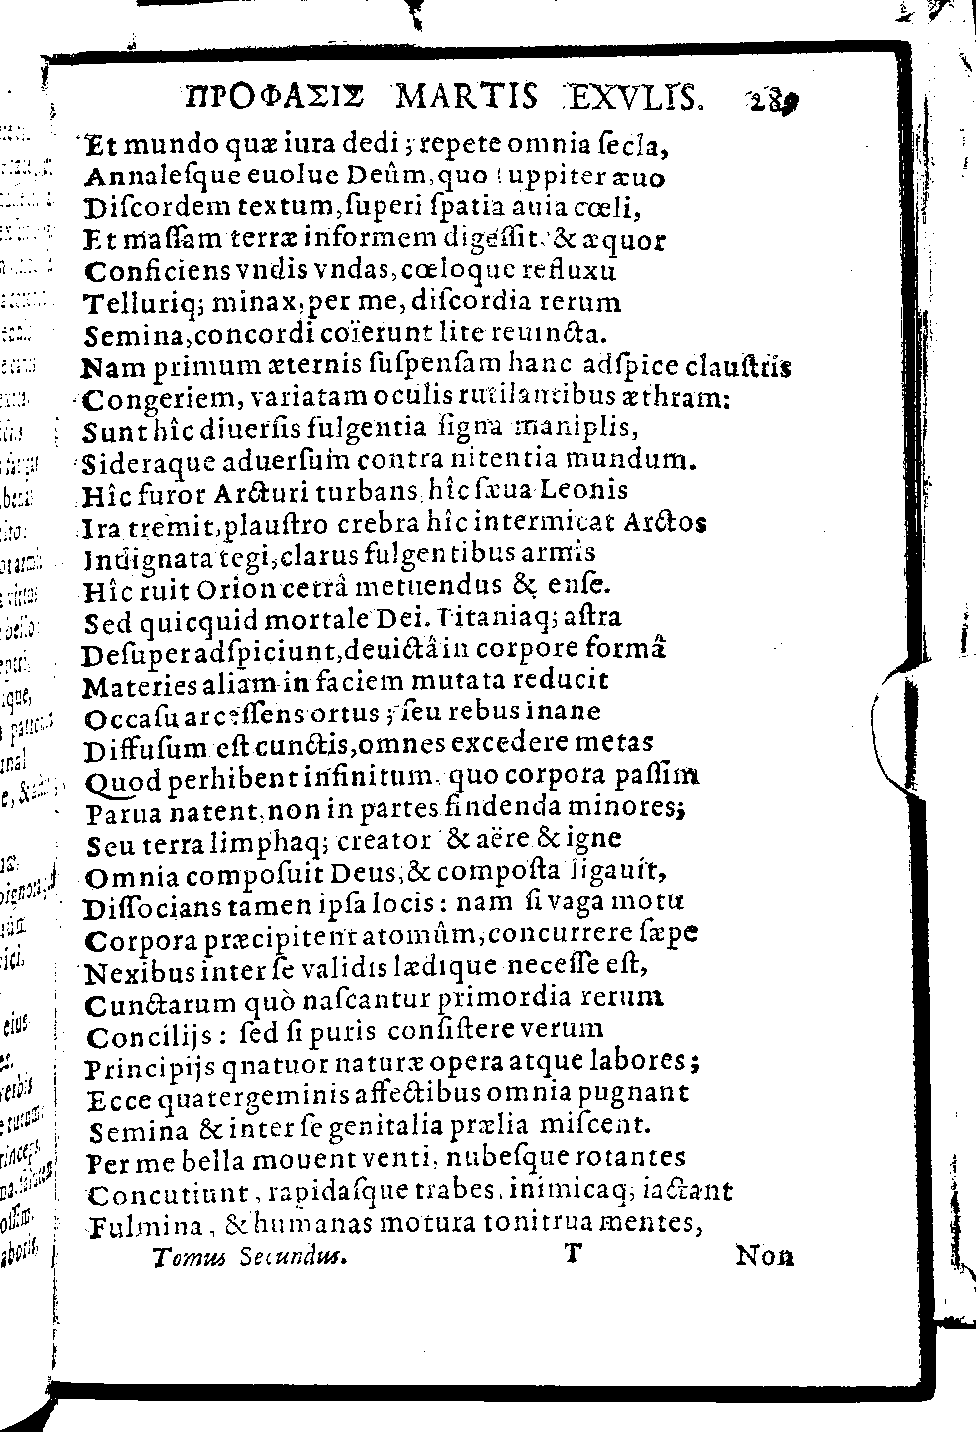 ΠΡΟΦΑΣΙΣ MARTIS EXVLIS. 289
Et mundo quæ iura dedi; repete omnia ſecla,
Annaleſque euolue Deûm, quo Iuppiter æuo
Diſcordem textum, ſuperi ſpatia auia cœli,
Et maſſam terræ informem digeſſit. & æquor
Conficiens vndis vndas, cœloque refluxu
Telluriq; minax, per me, diſcordia rerum
Semina, concordi coïerunt lite reuincta.
Nam primum æternis ſuſpenſam hanc adſpice clauſtris
Congeriem, variatam oculis rutilantibus æthram:
Sunt hîc diuerſis fulgentia ſigna maniplis,
Sideraque aduerſum contra nitentia mundum.
Hîc furor Arcturi turbans, hîc ſæua Leonis
Ira tremit, plauſtro crebra hîc intermicat Arctos
Indignata tegi, clarus fulgentibus armis
Hîc ruit Orion cetrâ metuendus & enſe.
Sed quicquid mortale Dei. Titaniaq; aſtra
Deſuper adſpiciunt, deuictâ in corpore formâ
Materies aliam in faciem mutata reducit
Occaſu arceſſens ortus; ſeu rebus inane
Diffuſum eſt cunctis, omnes excedere metas
Quod perhibent infinitum. quo corpora paſſim
Parua natent, non in partes findenda minores;
Seu terra limphaq; creator & aëre & igne
Omnia compoſuit Deus, & compoſta ligauit,
Diſſocians tamen ipſa locis: nam ſi vaga motu
Corpora præcipitent atomûm, concurrere ſæpe
Nexibus inter ſe validis lædique neceſſe eſt,
Cunctarum quò naſcantur primordia rerum
Concilijs: ſed ſi puris conſiſtere verum
Principijs qnatuor naturæ opera atque labores;
Ecce quatergeminis affectibus omnia pugnant
Semina & inter ſe genitalia prælia miſcent.
Per me bella mouent venti, nubeſque rotantes
Concutiunt, rapidaſque trabes, inimicaq; iactant
Fulmina, & humanas motura tonitrua mentes,
Tomus Secundus. T Non